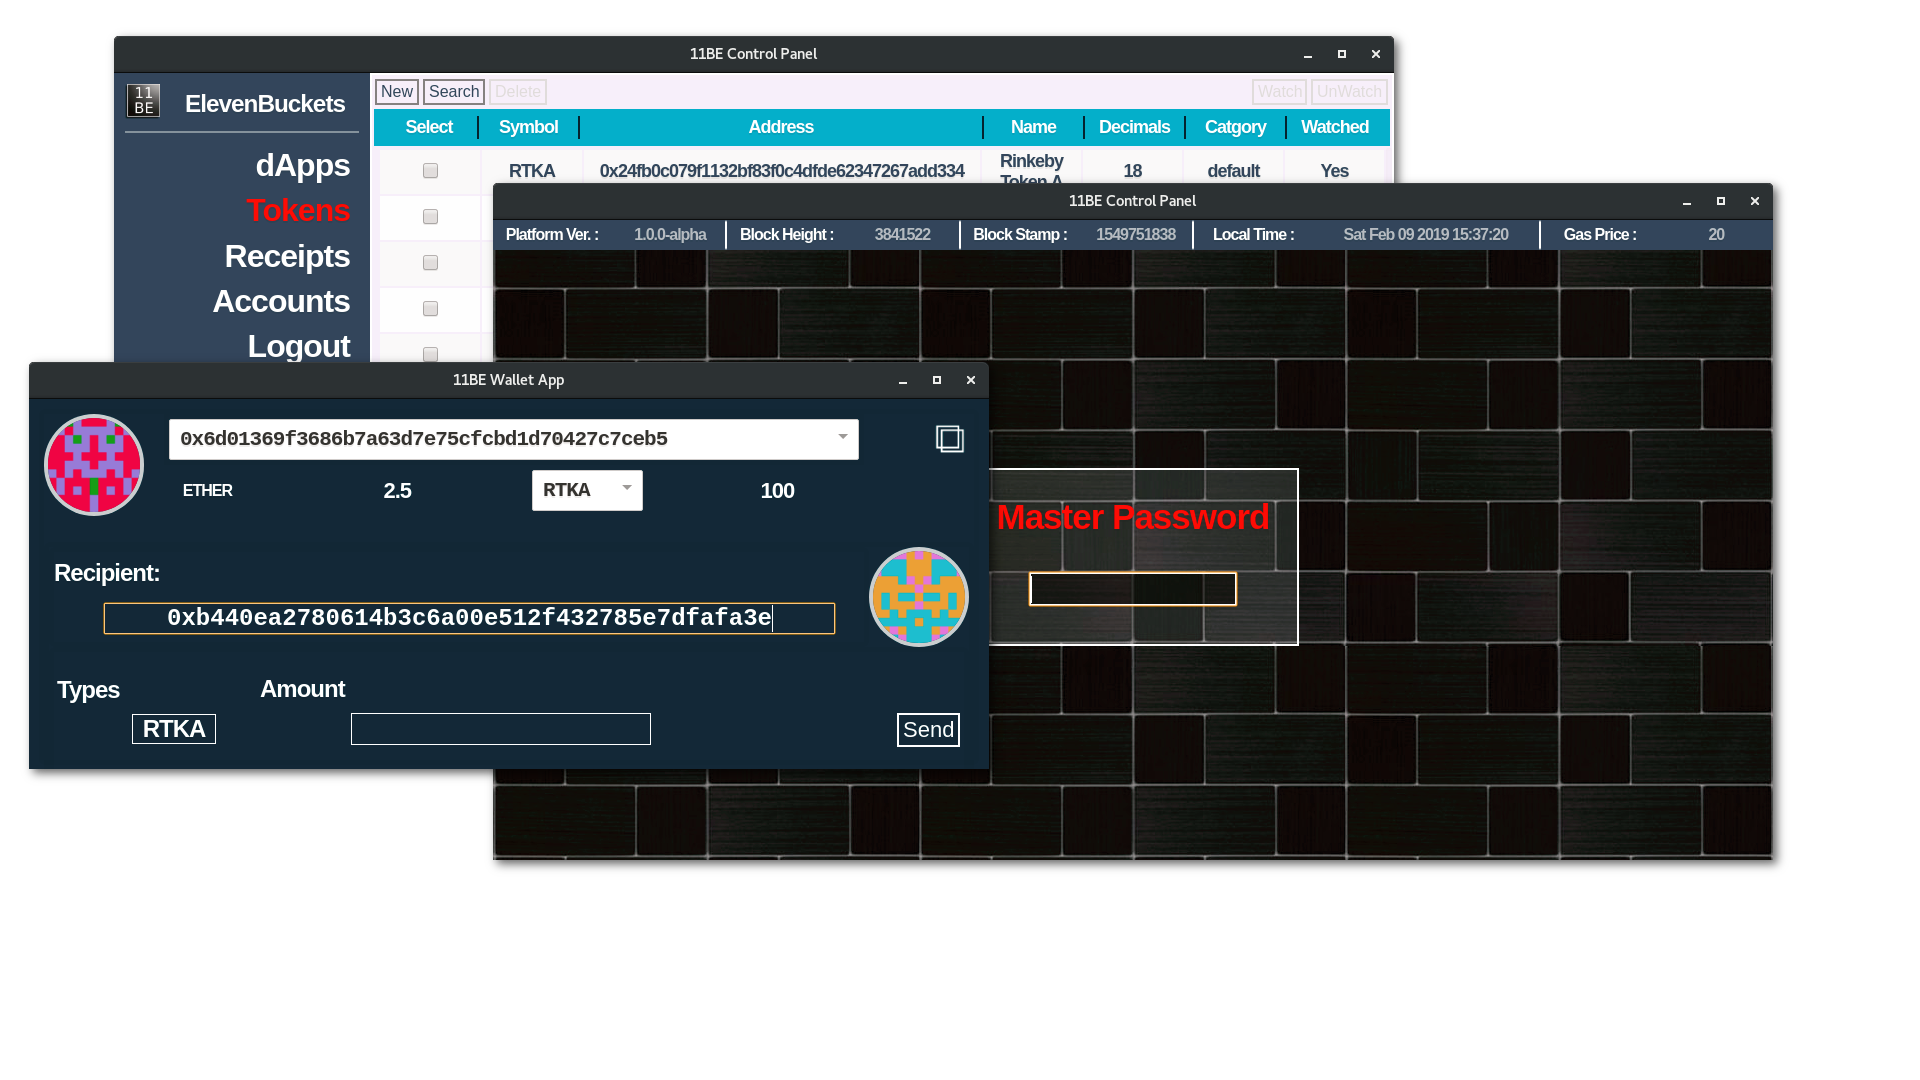 11BE Control Panel
11
BE
ElevenBuckets
dApps
Tokens
Receipts
Accounts
Logout
New Search Delete Watch UnWatch
Select Symbol Address Name Decimals Catgory Watched
RTKA 0x24fb0c079f1132bf83f0c4dfde62347267add334 Rinkeby Token A 18 default Yes
11BE Control Panel
Platform Ver. : 1.0.0-alpha Block Height : 3841522 Block Stamp : 1549751838 Local Time : Sat Feb 09 2019 15:37:20 Gas Price : 20
Master Password
11BE Wallet App
0x6d01369f3686b7a63d7e75cfcbd1d70427c7ceb5
ETHER 2.5 RTKA 100
Recipient:
0xb440ea2780614b3c6a00e512f432785e7dfafa3e
Types Amount
RTKA Send